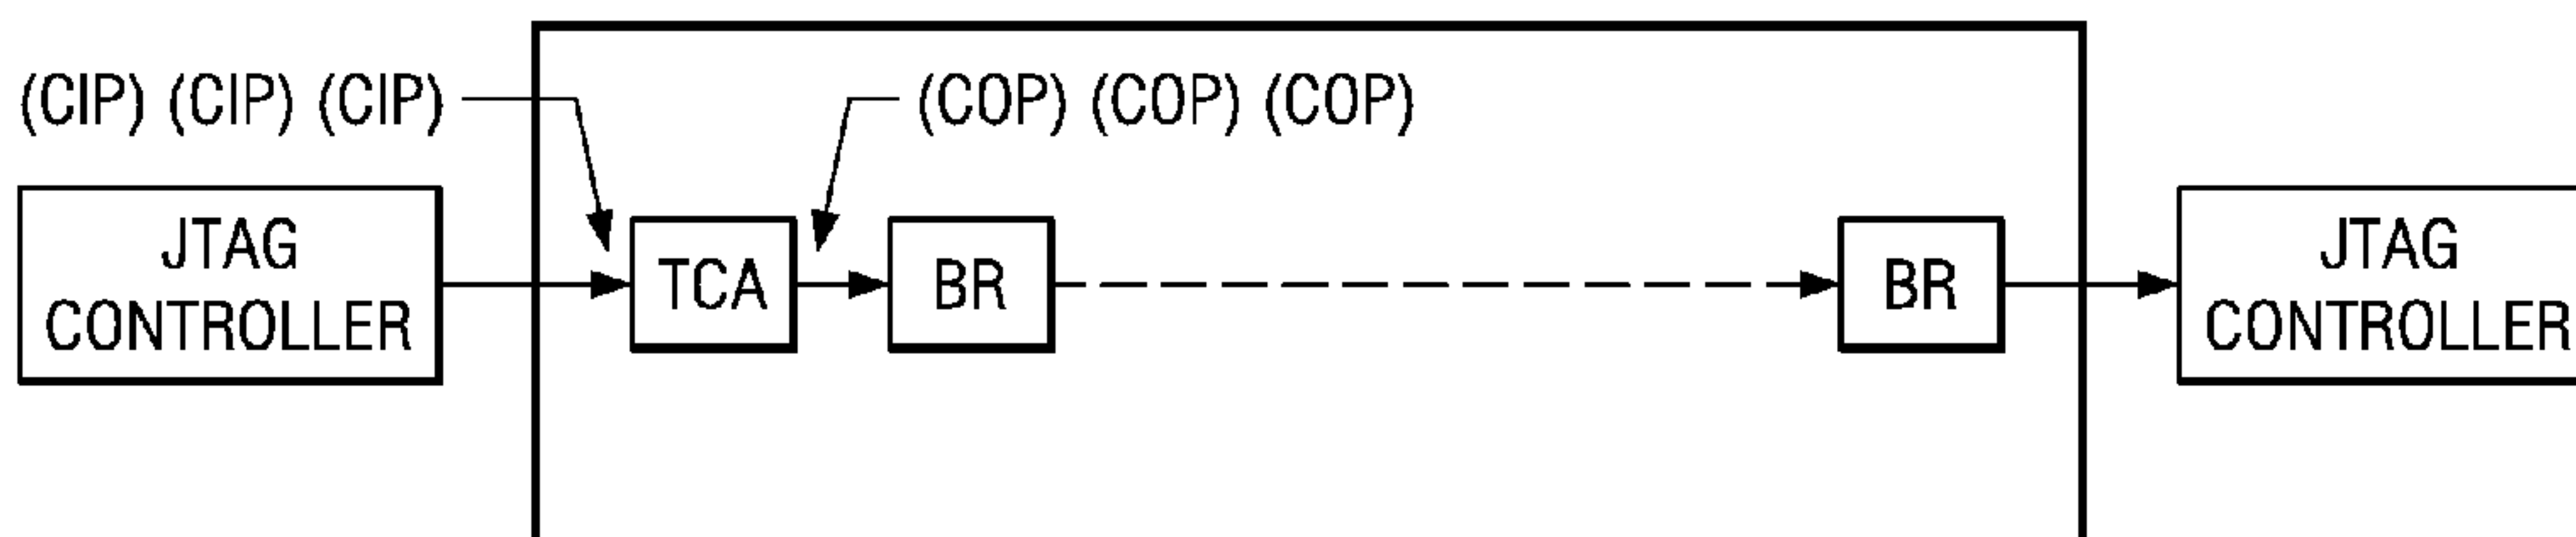 (CIP) (CIP) (CIP)
(COP) (COP) (COP)
JTAG
CONTROLLER
TCA
BR
BR
JTAG
CONTROLLER